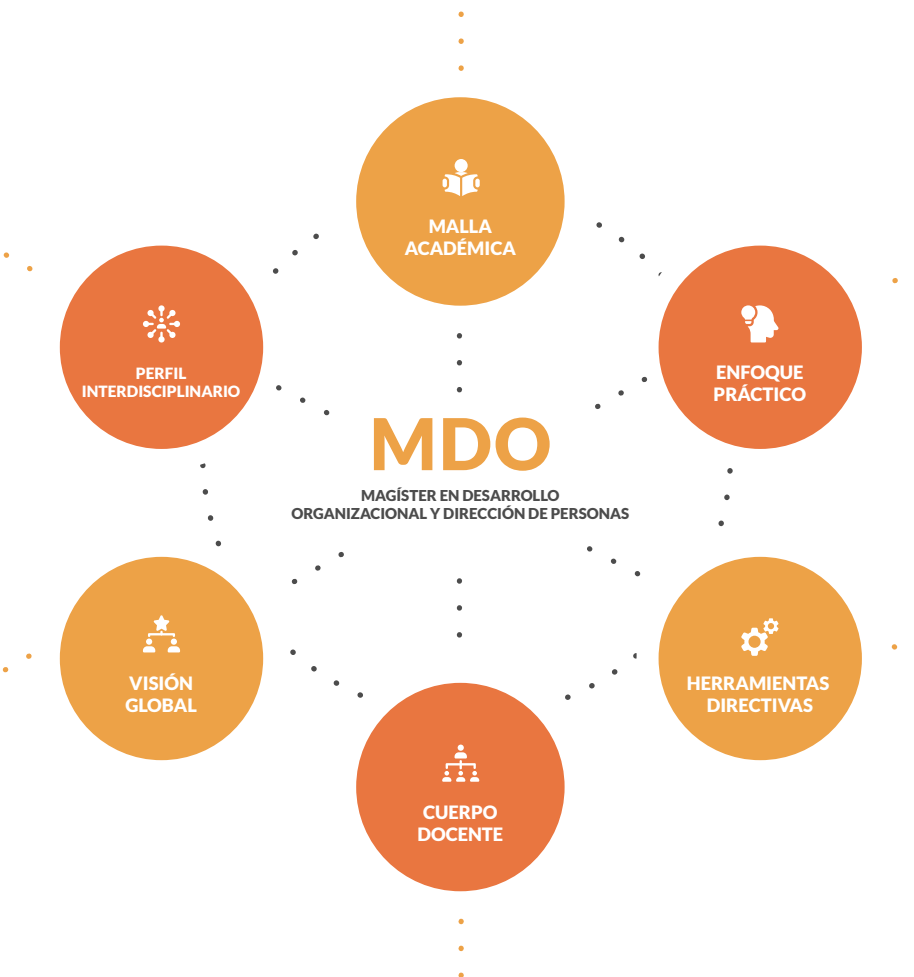 MALLA
ACADÉMICA
PERFIL
INTERDISCIPLINARIO
ENFOQUE
PRÁCTICO
MDO
MAGÍSTER EN DESARROLLO
ORGANIZACIONAL Y DIRECCIÓN DE PERSONAS
VISIÓN
GLOBAL
HERRAMIENTAS
DIRECTIVAS
CUERPO
DOCENTE